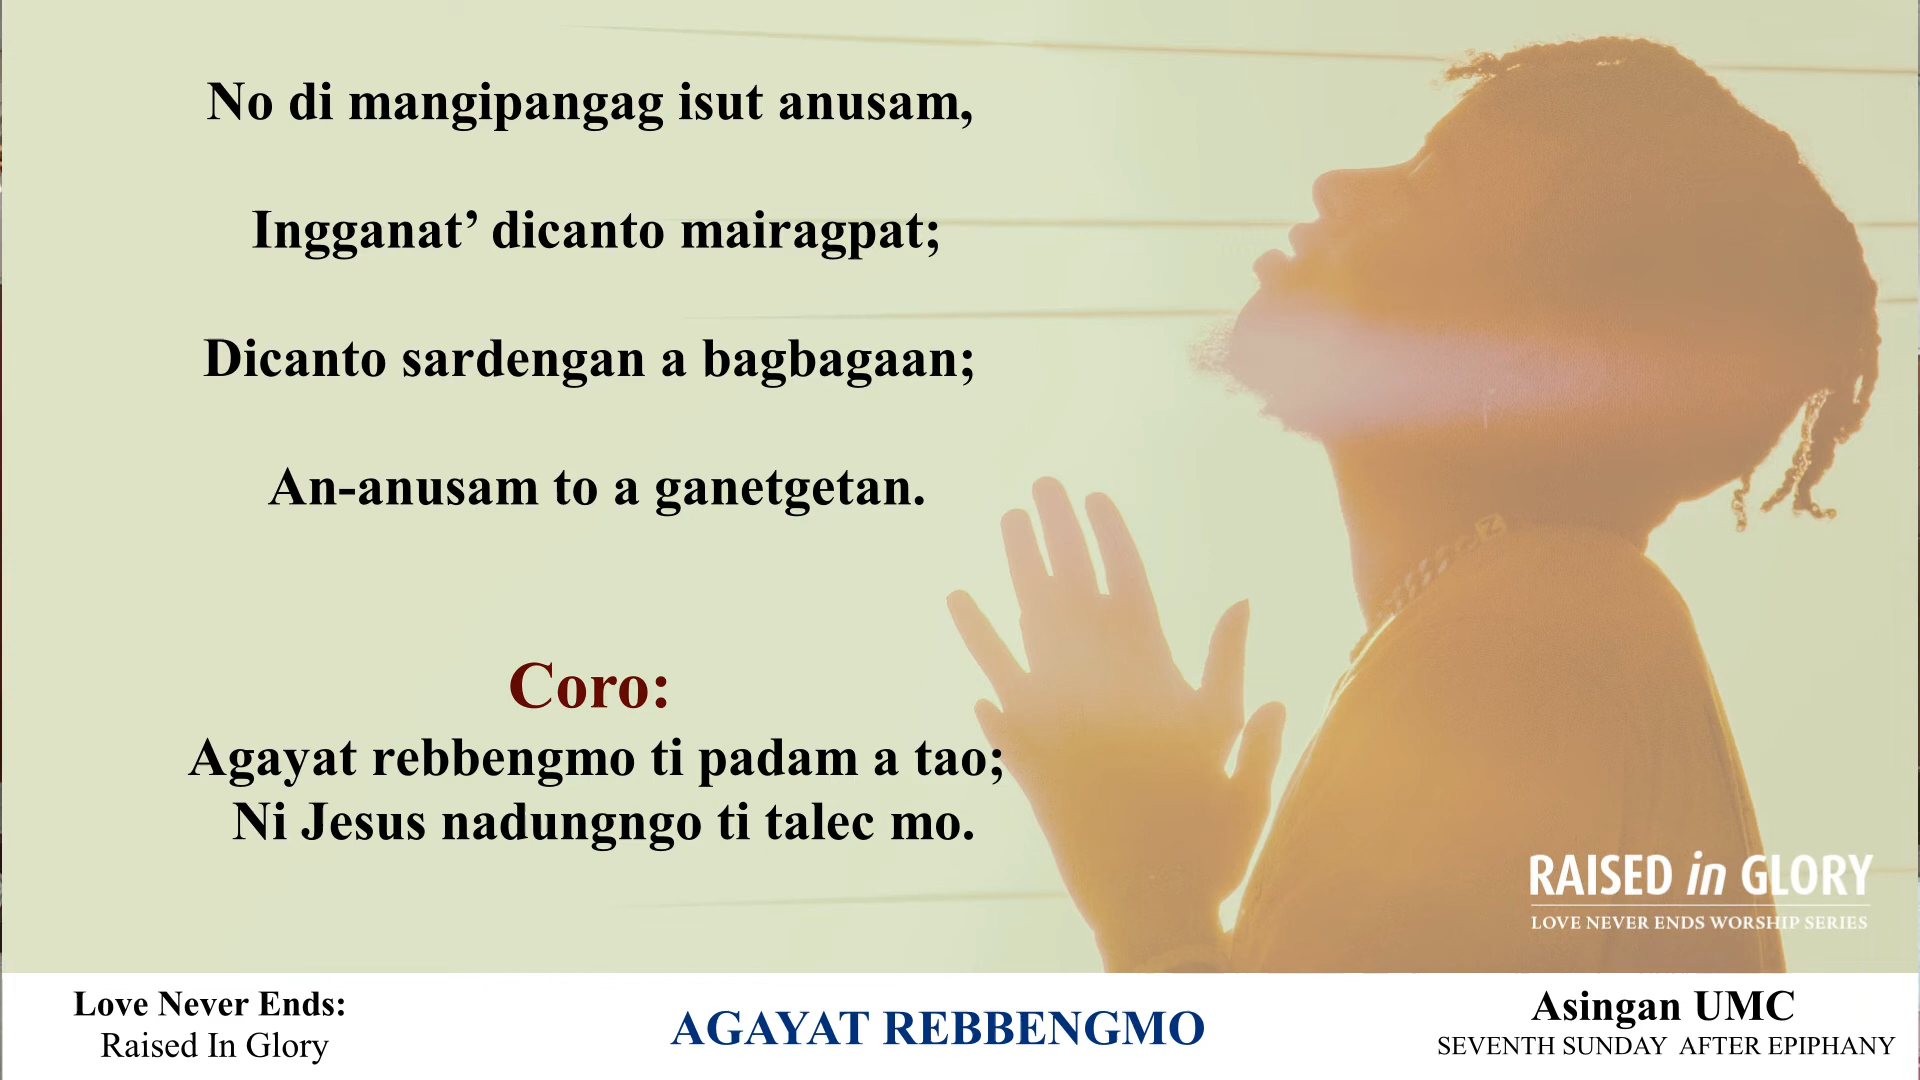 No di mangipangag isut anusam,
Ingganat’ dicanto mairagpat;
Dicanto sardengan a bagbagaan;
An-anusam to a ganetgetan.
Coro:
Agayat rebbengmo ti padam a tao;
Ni Jesus nadungngo ti talec mo.
RAISED in GLORY
LOVE NEVER ENDS WORSHIP SERIES
Love Never Ends:
Raised In Glory
AGAYAT REBBENGMO
Asingan UMC
SEVENTH SUNDAY AFTER EPIPHANY